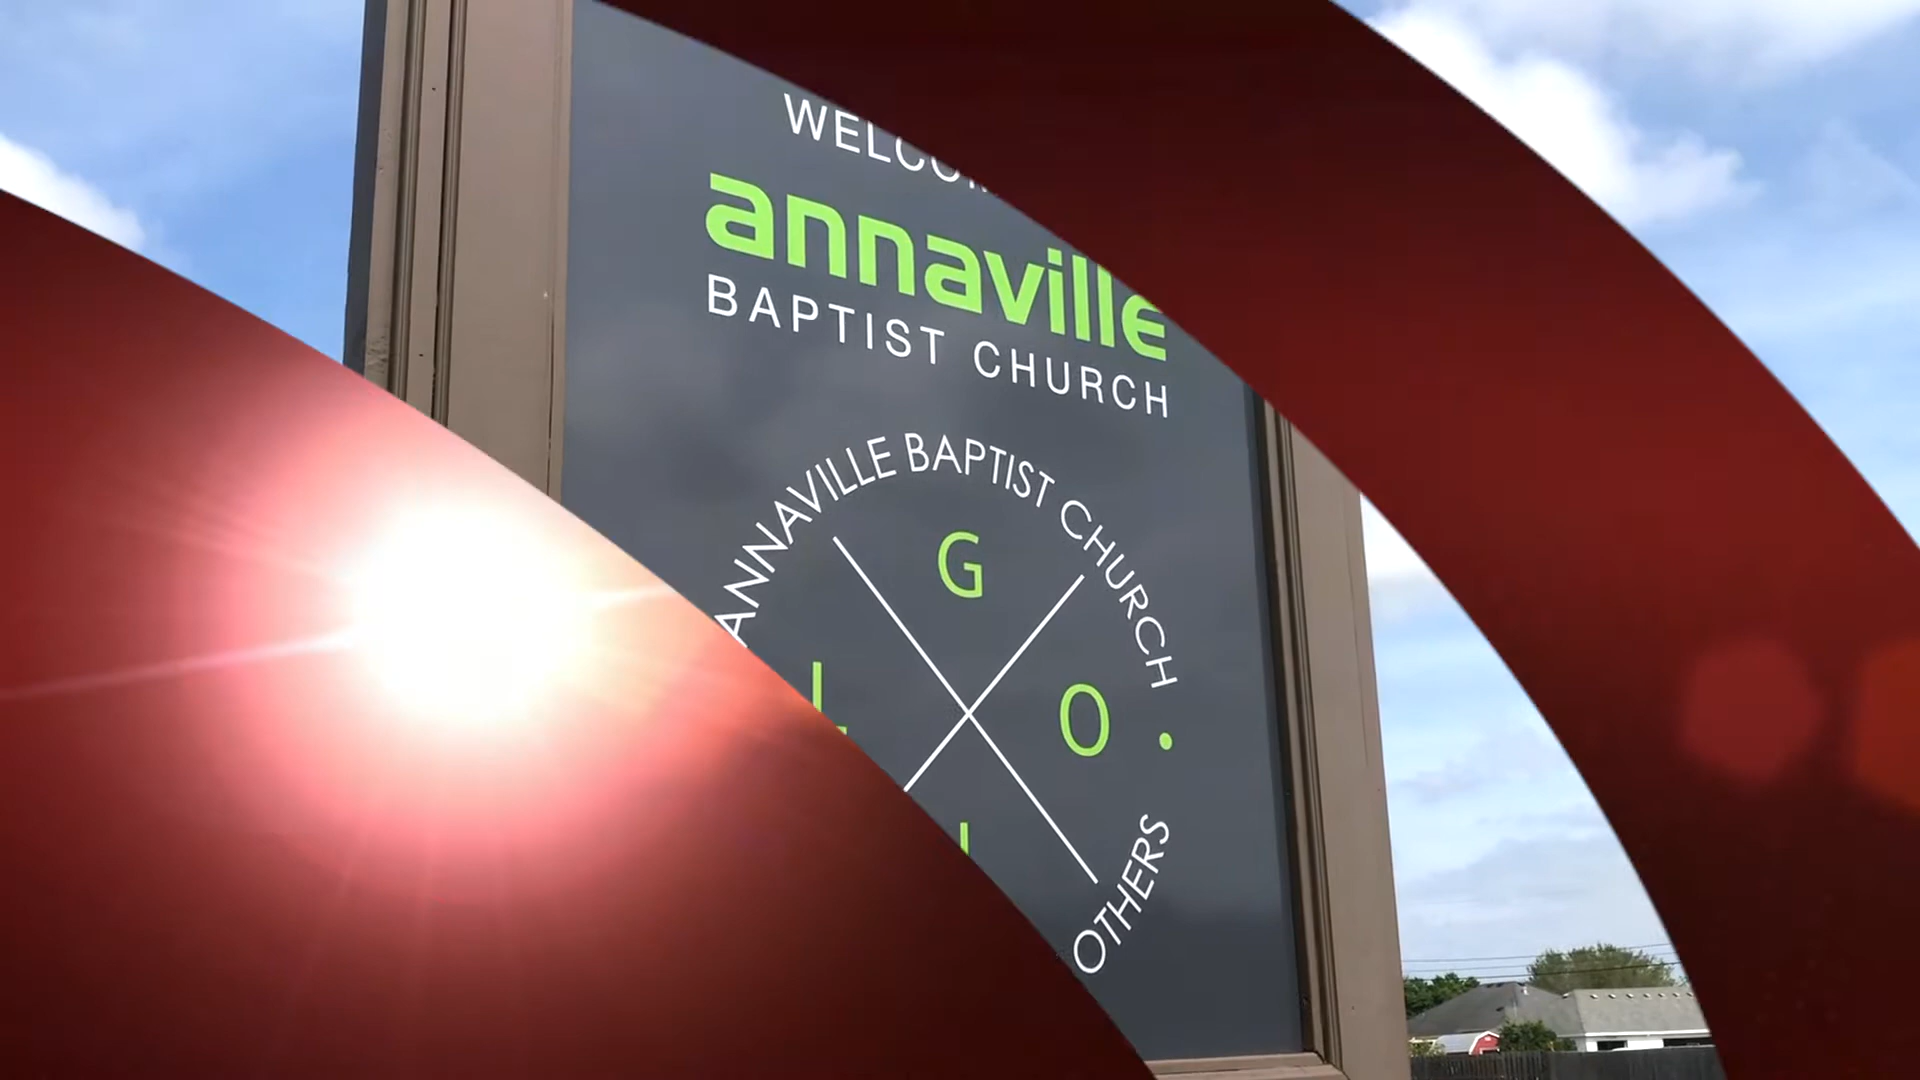 annaville
BAPTIST CHURCH
ANNAVILLE BAPTIST CHURCH
G
L
O
•
OTHERS